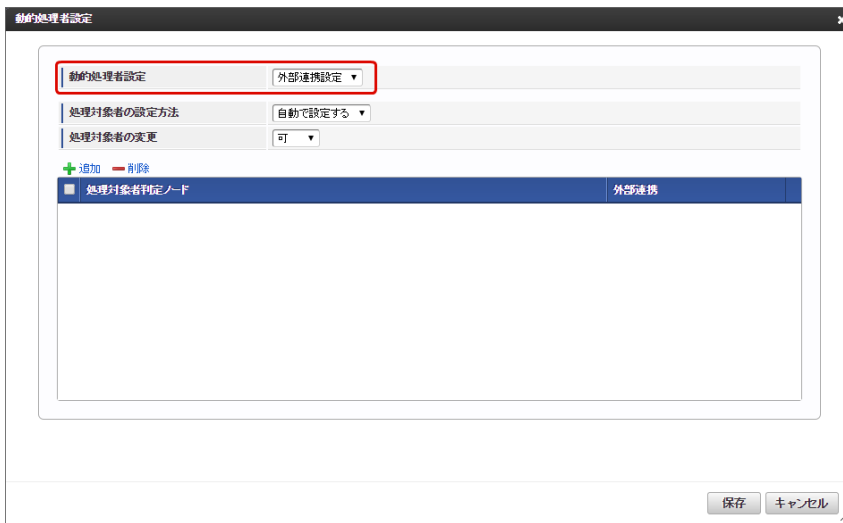 動的処理者設定
動的処理者設定 外部連携設定
処理対象者の設定方法 自動で設定する
処理対象者の変更 可
追加 削除
処理対象者判定ノード 外部連携
保存 キャンセル